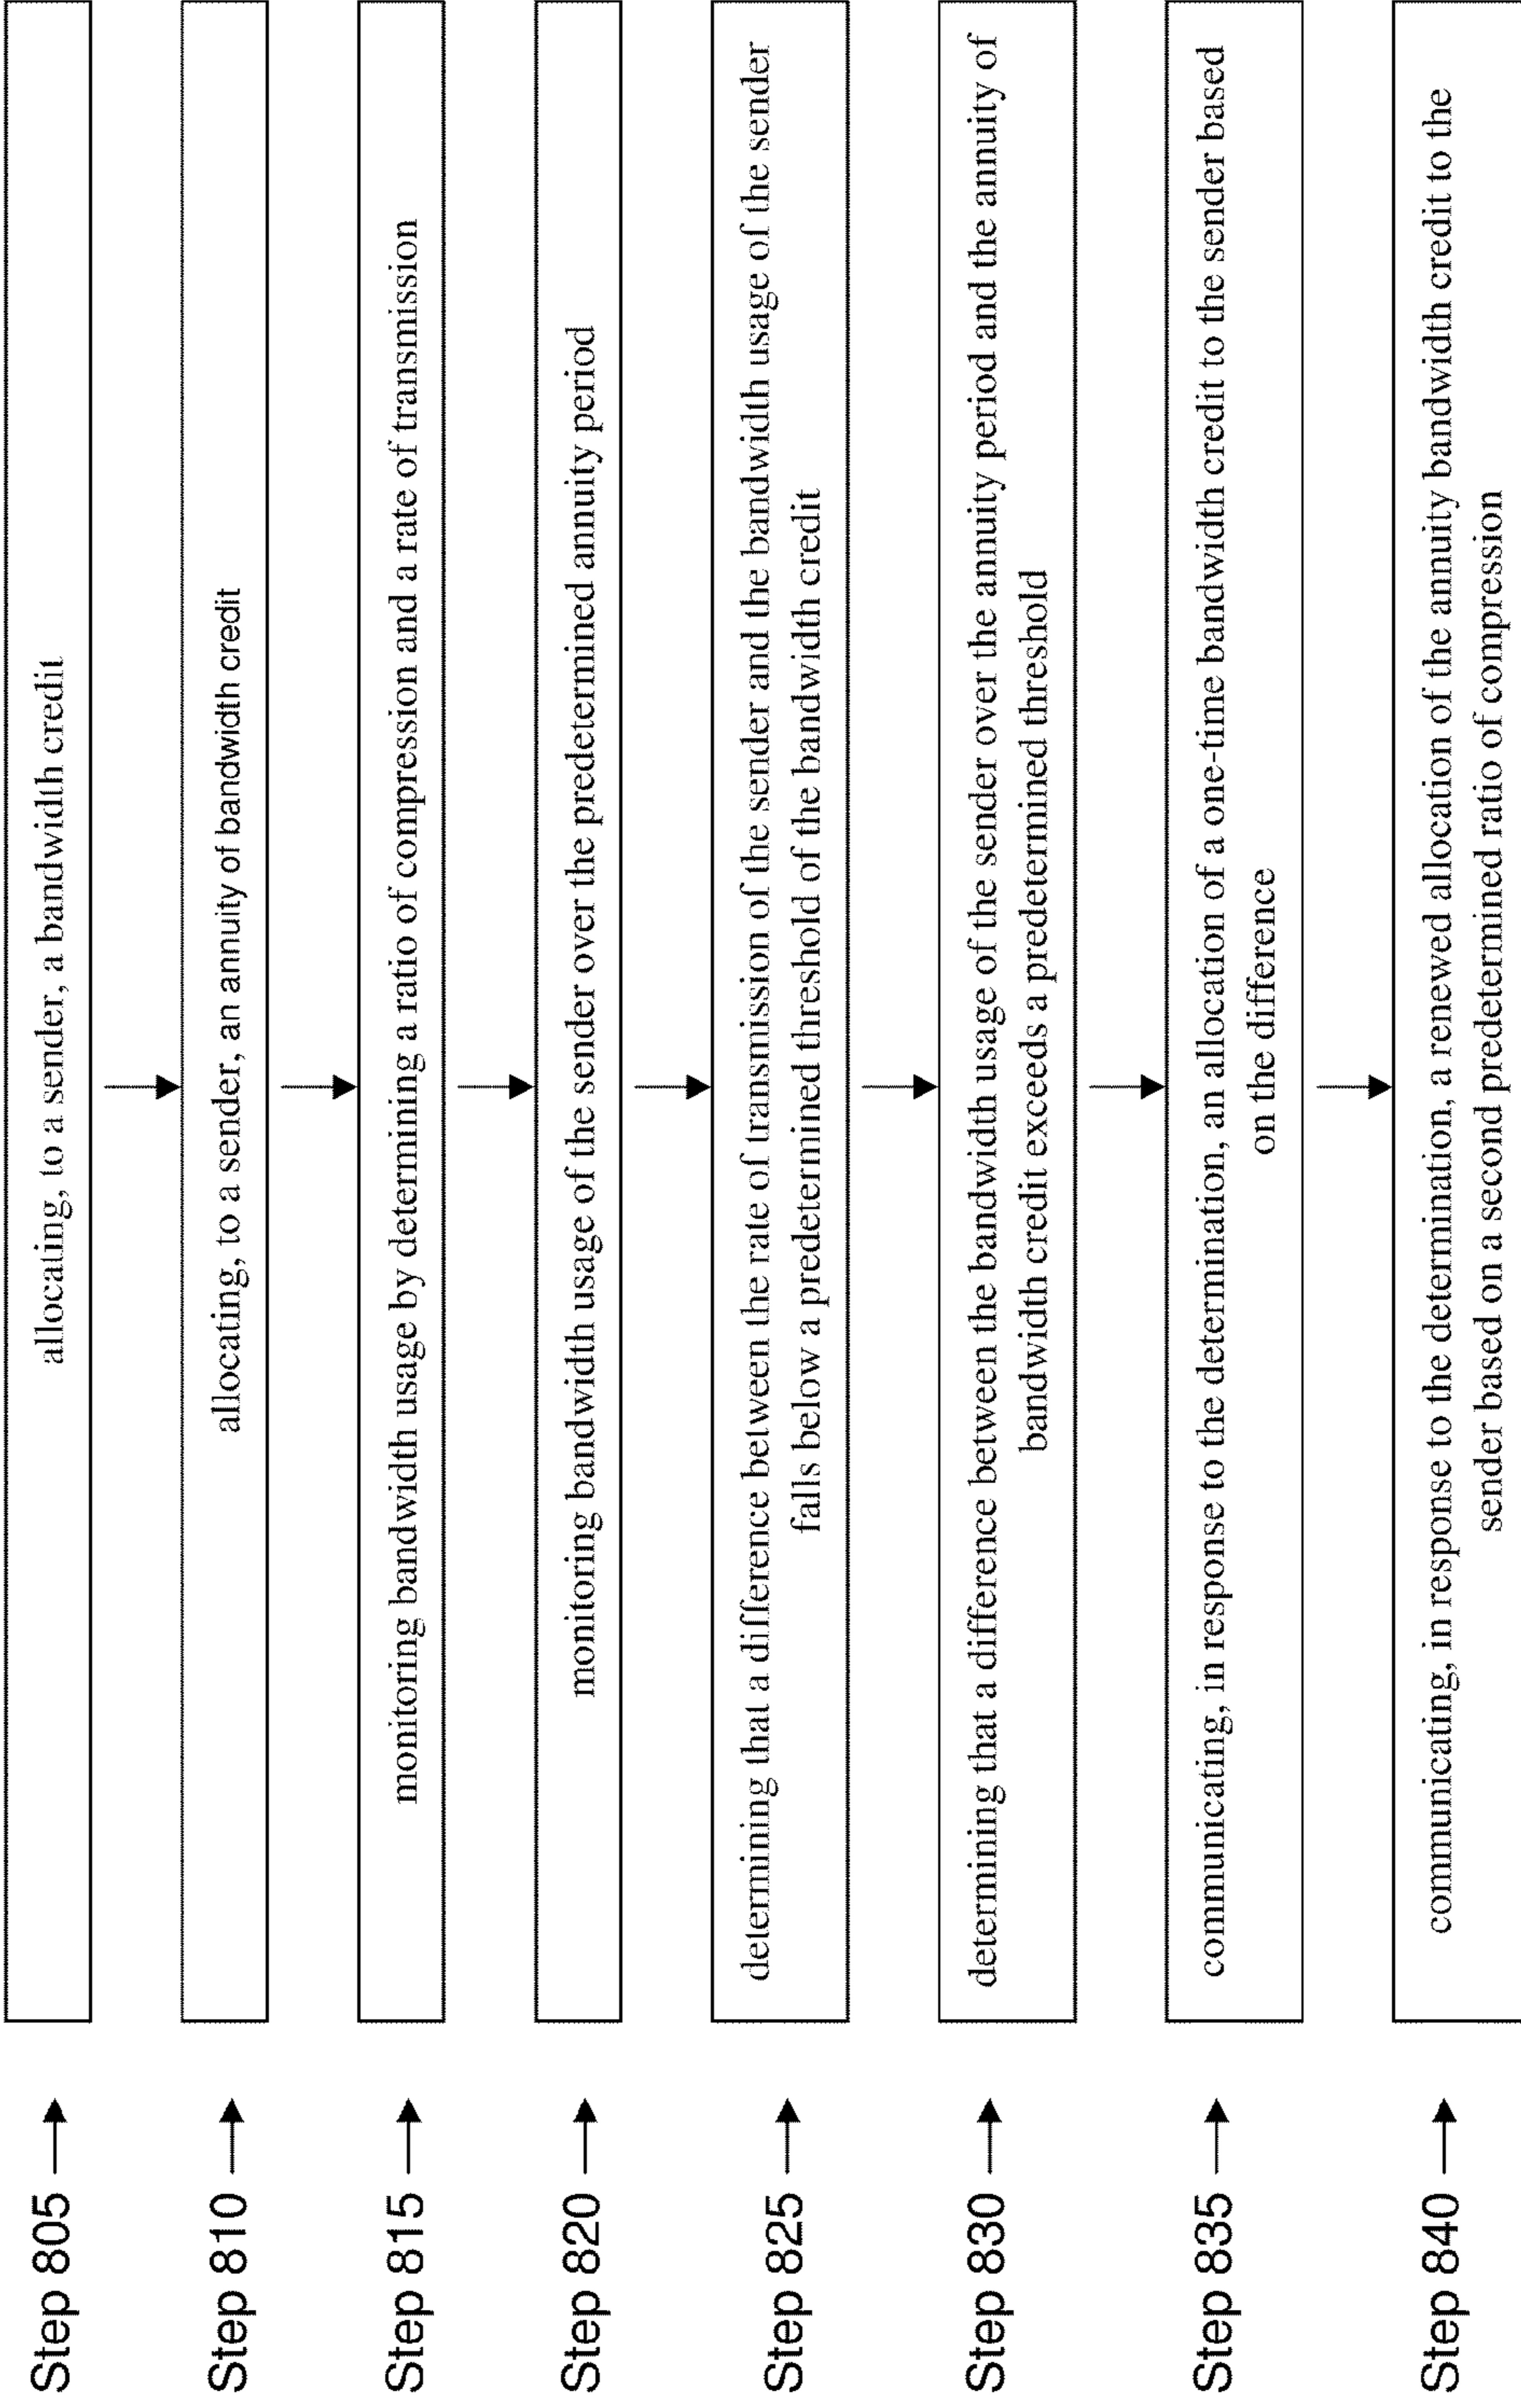 Step 805
allocating, to a sender, a bandwidth credit
Step 810
allocating, to a sender, an annuity of bandwidth credit
Step 815
monitoring bandwidth usage by determining a ratio of compression and a rate of transmission
Step 820
monitoring bandwidth usage of the sender over the predetermined annuity period
Step 825
determining that a difference between the rate of transmission of the sender and the bandwidth usage of the sender
falls below a predetermined threshold of the bandwidth credit
Step 830
determining that a difference between the bandwidth usage of the sender over the annuity period and the annuity of
bandwidth credit exceeds a predetermined threshold
Step 835
communicating, in response to the determination, an allocation of a one-time bandwidth credit to the sender based
on the difference
Step 840
communicating, in response to the determination, a renewed allocation of the annuity bandwidth credit to the
sender based on a second predetermined ratio of compression